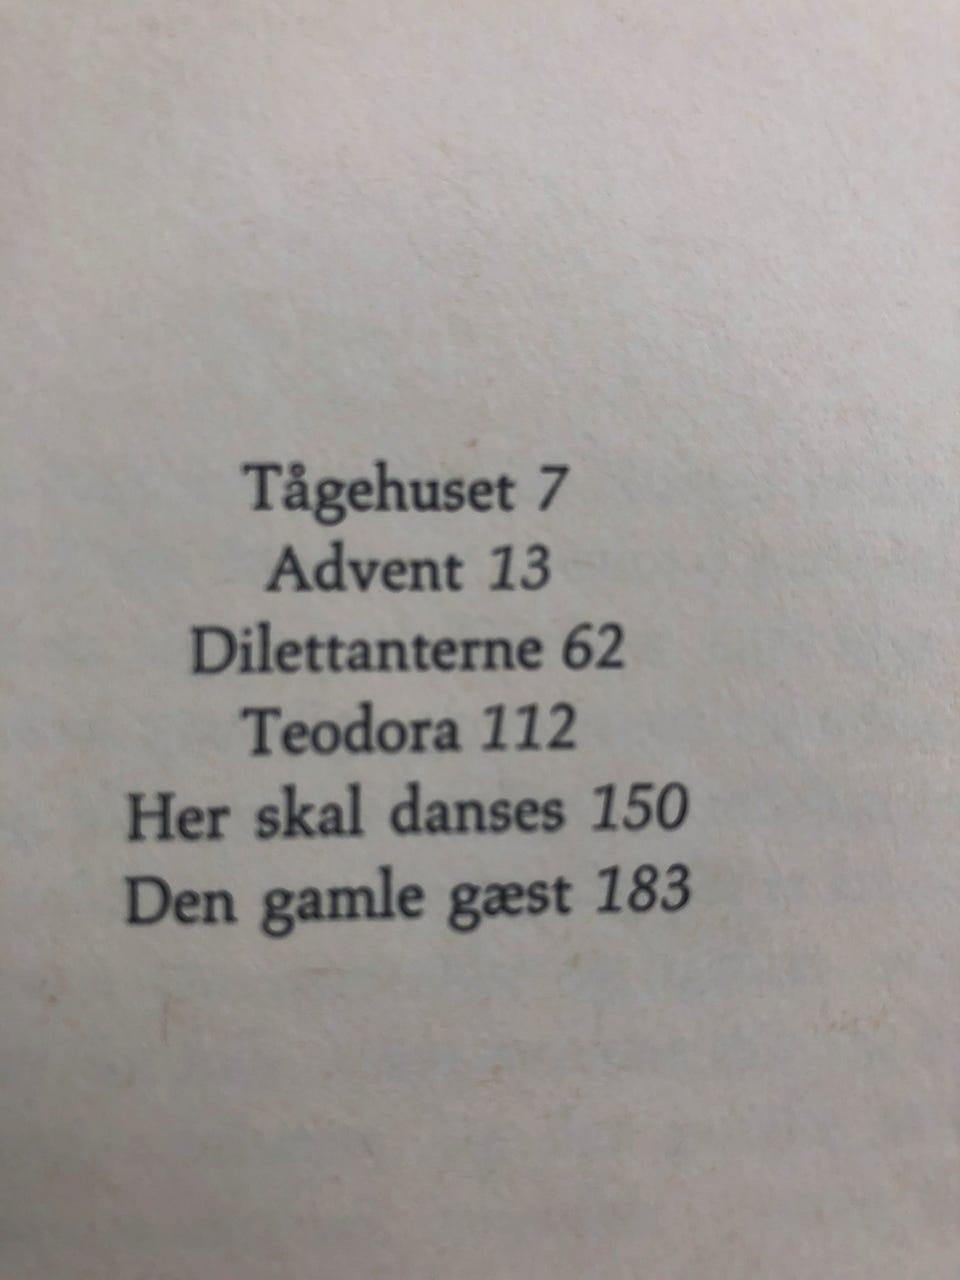 Tågehuset 7
Advent 13
Dilettanterne 62
Teodora 112
Her skal danses 150
Den gamle gæst 183